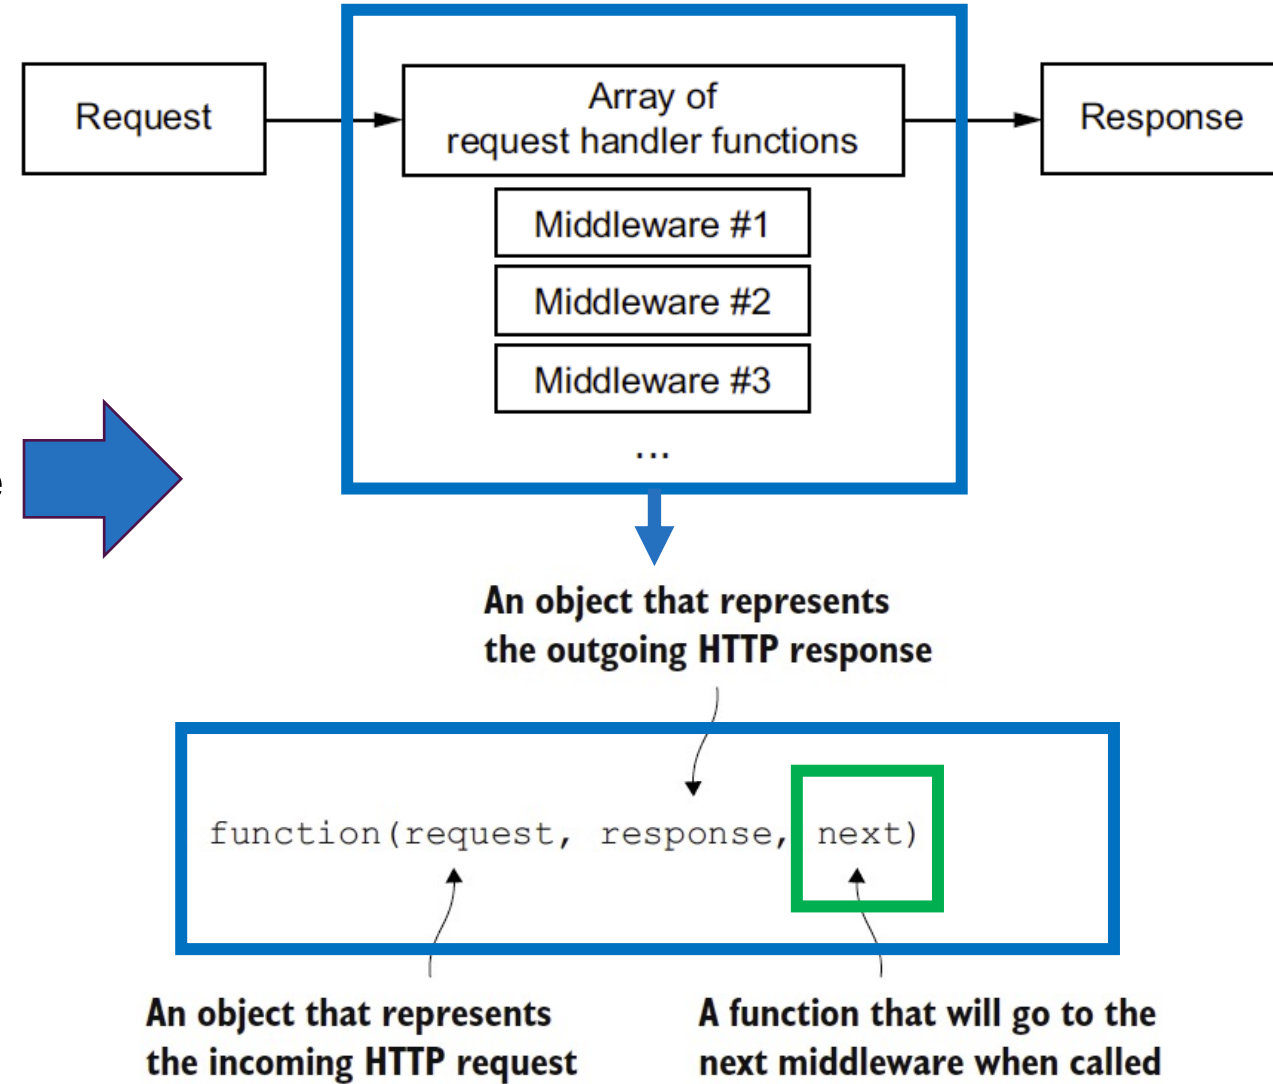 Request
Array of
request handler functions
Response
Middleware #1
Middleware #2
Middleware #3
...
e
An object that represents
the outgoing HTTP response
function(request, response, next)
An object that represents
the incoming HTTP request
A function that will go to the
next middleware when called